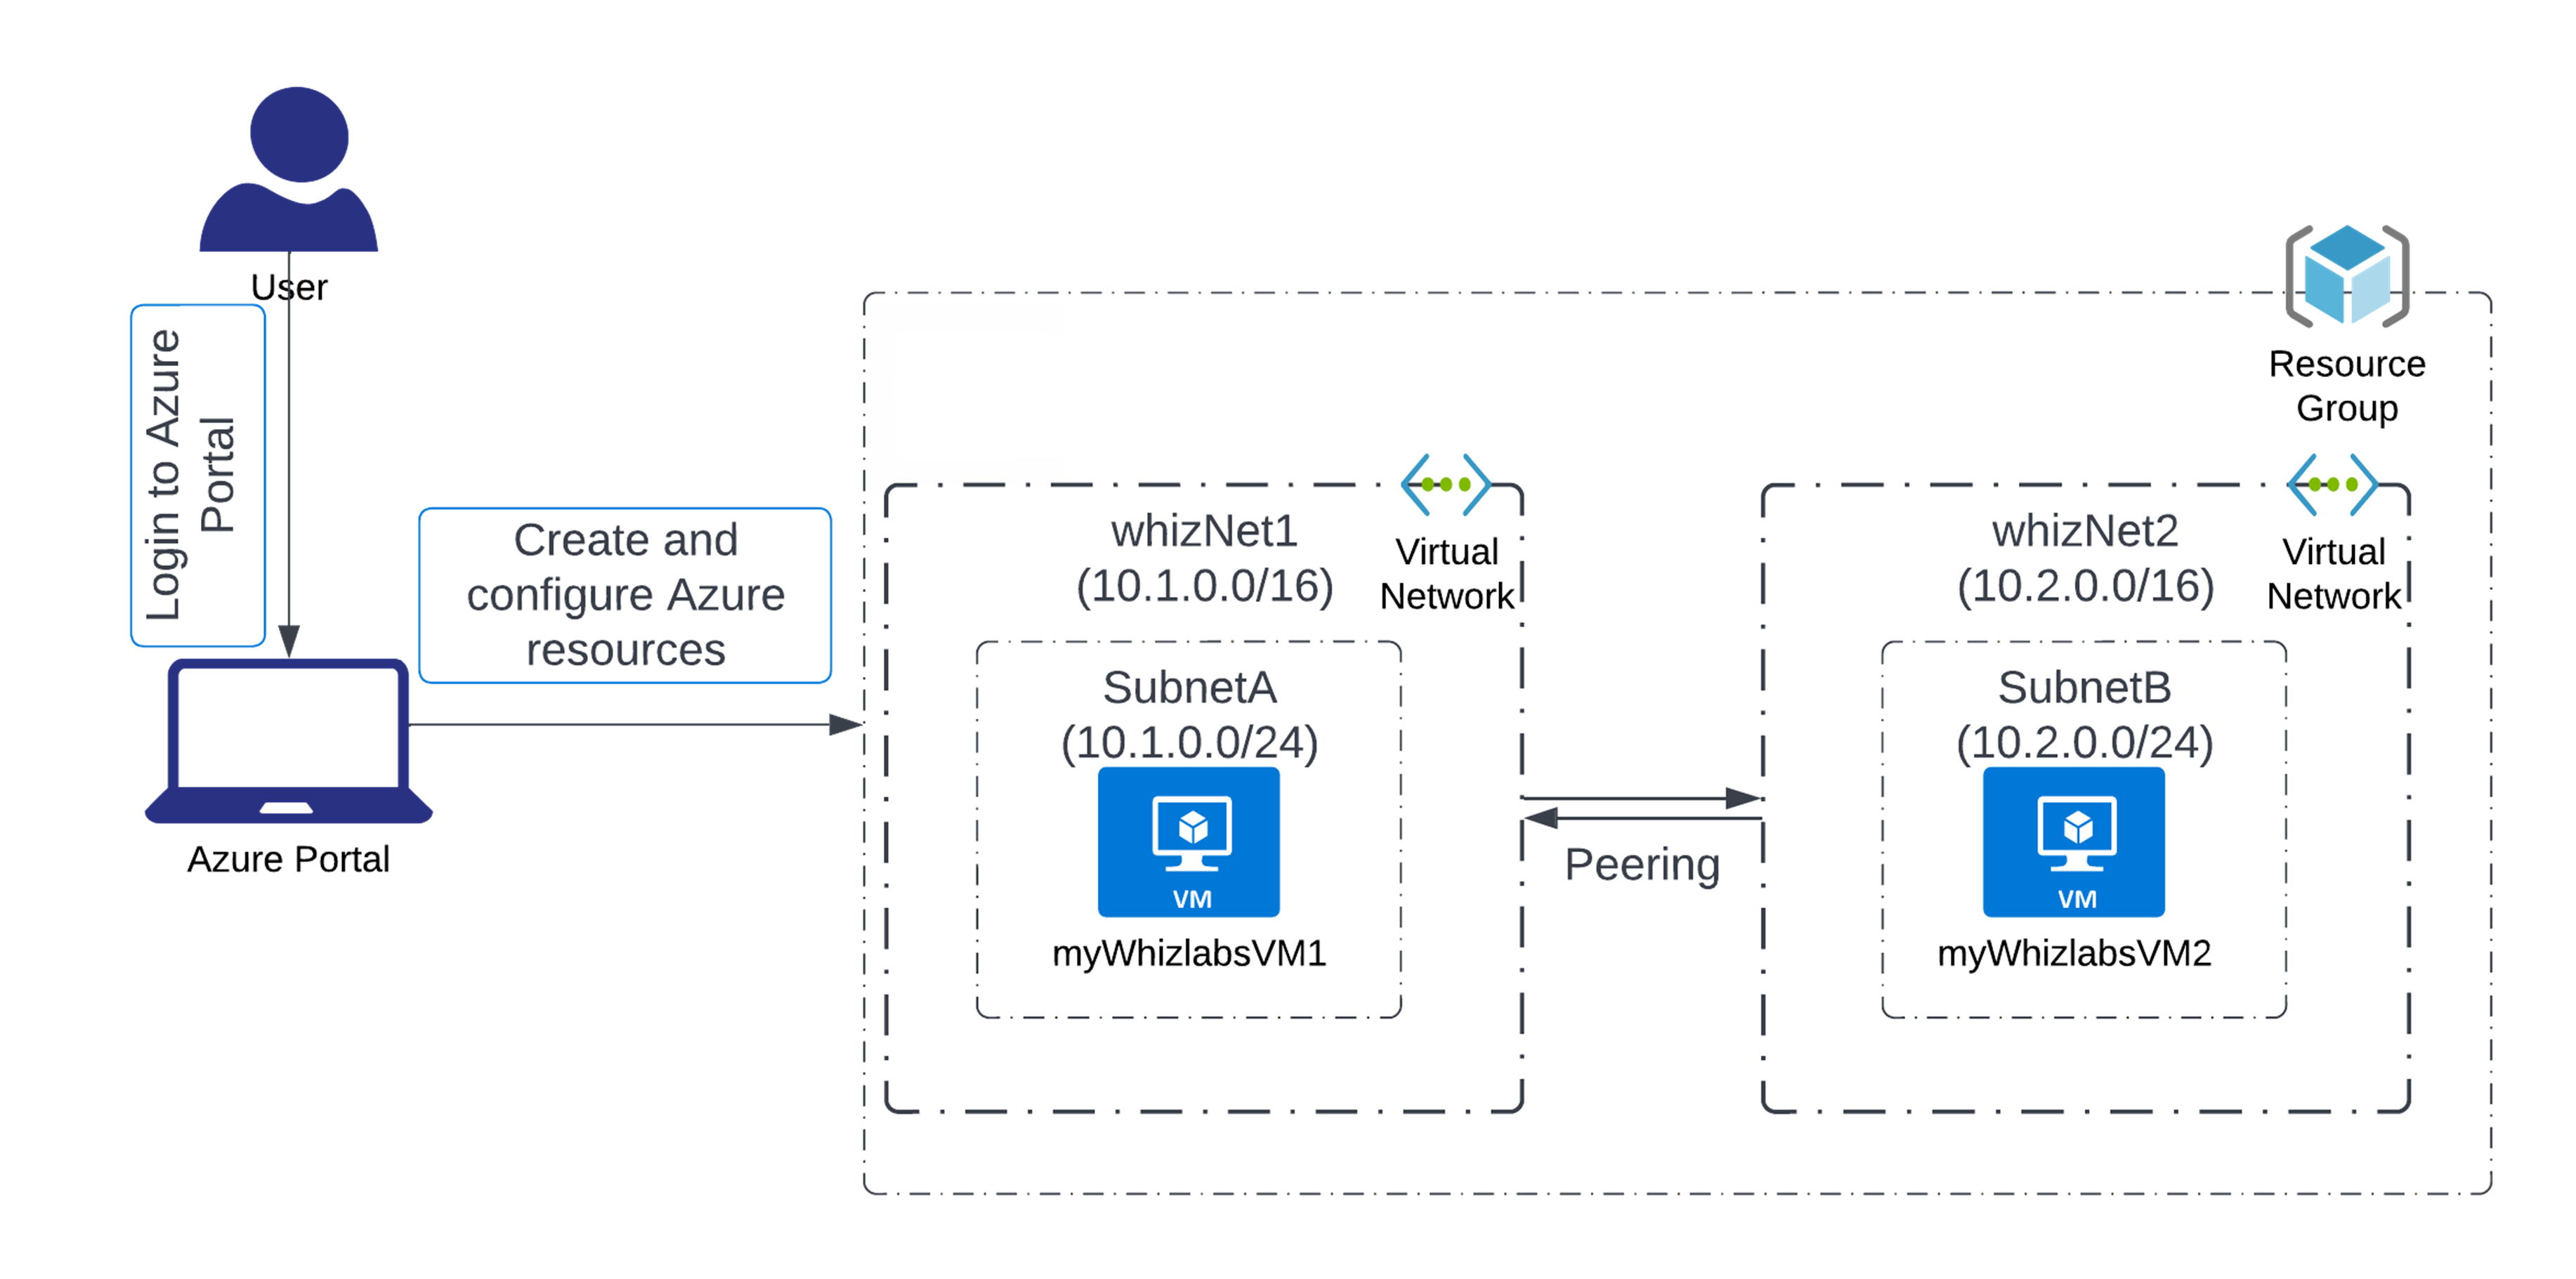 User
Login to Azure
Portal
Azure Portal
Create and
configure Azure
resources
Resource
Group
whizNet1
(10.1.0.0/16)
Virtual
Network
SubnetA
(10.1.0.0/24)
VM
myWhizlabsVM1
Peering
whizNet2
(10.2.0.0/16)
Virtual
Network
SubnetB
(10.2.0.0/24)
VM
myWhizlabsVM2